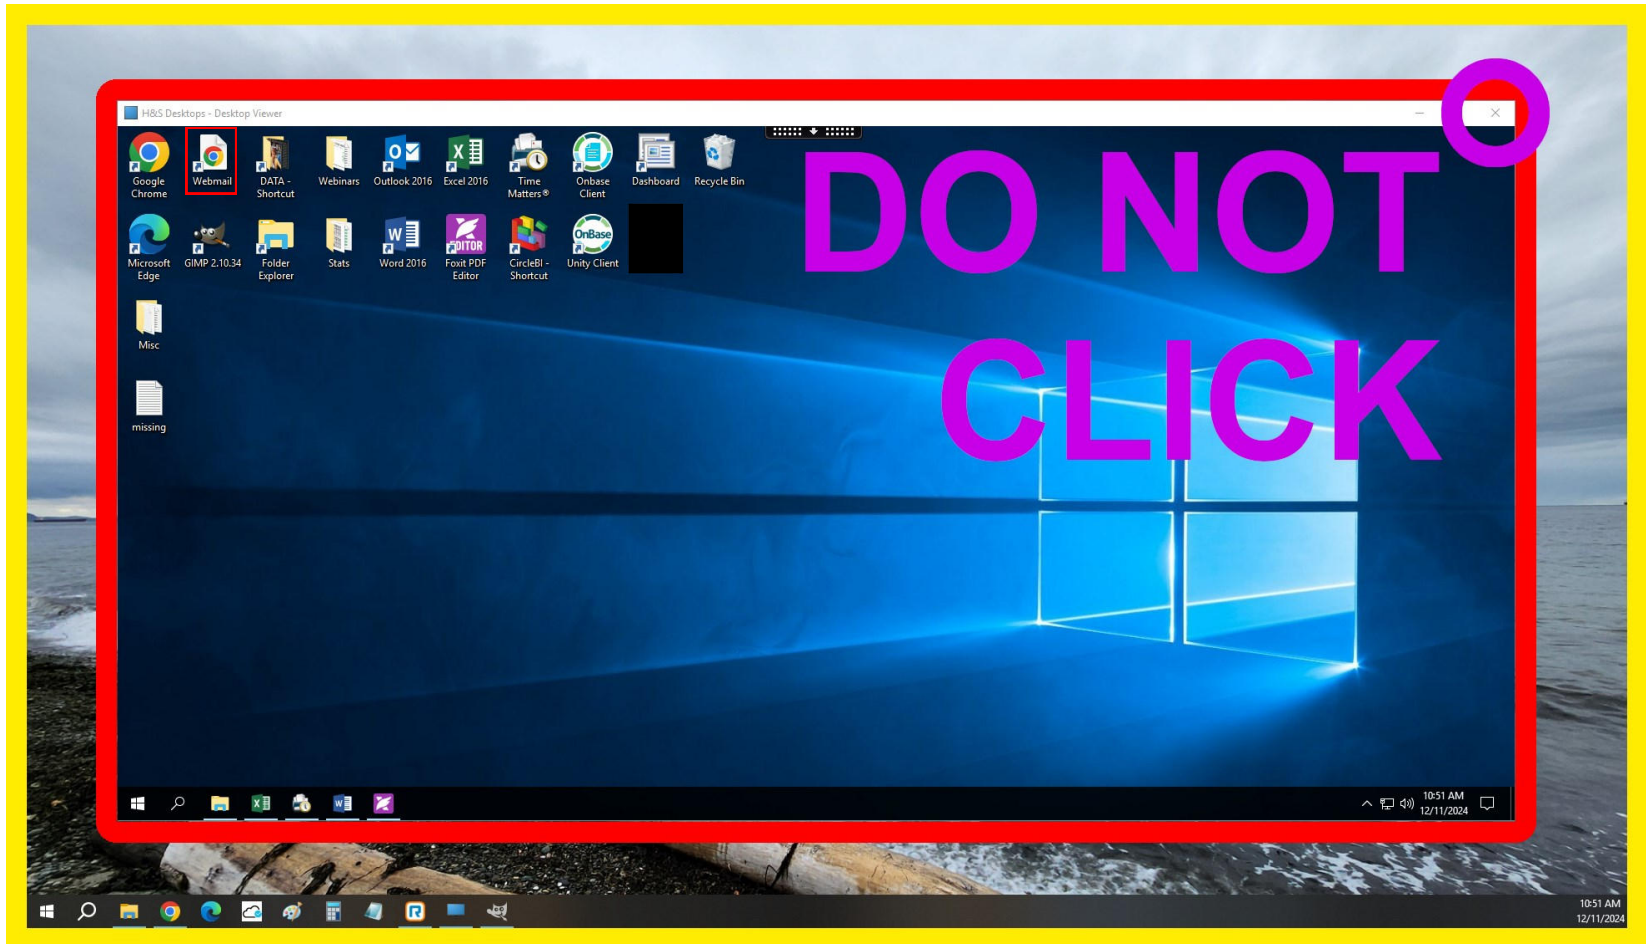 H&S Desktops - Desktop Viewer
DO NOT
CLICK
Google
Chrome
Webmail
DATA -
Shortcut
Webinars
Outlook 2016
Excel 2016
Time
Matters®
Onbase
Client
Dashboard
Recycle Bin
Microsoft
Edge
GIMP 2.10.34
Folder
Explorer
Stats
Word 2016
EDITOR
Foxit PDF
Editor
CircleBI -
Shortcut
OnBase
Unity Client
Misc
missing
10:51 AM
12/11/2024
10:51 AM
12/11/2024